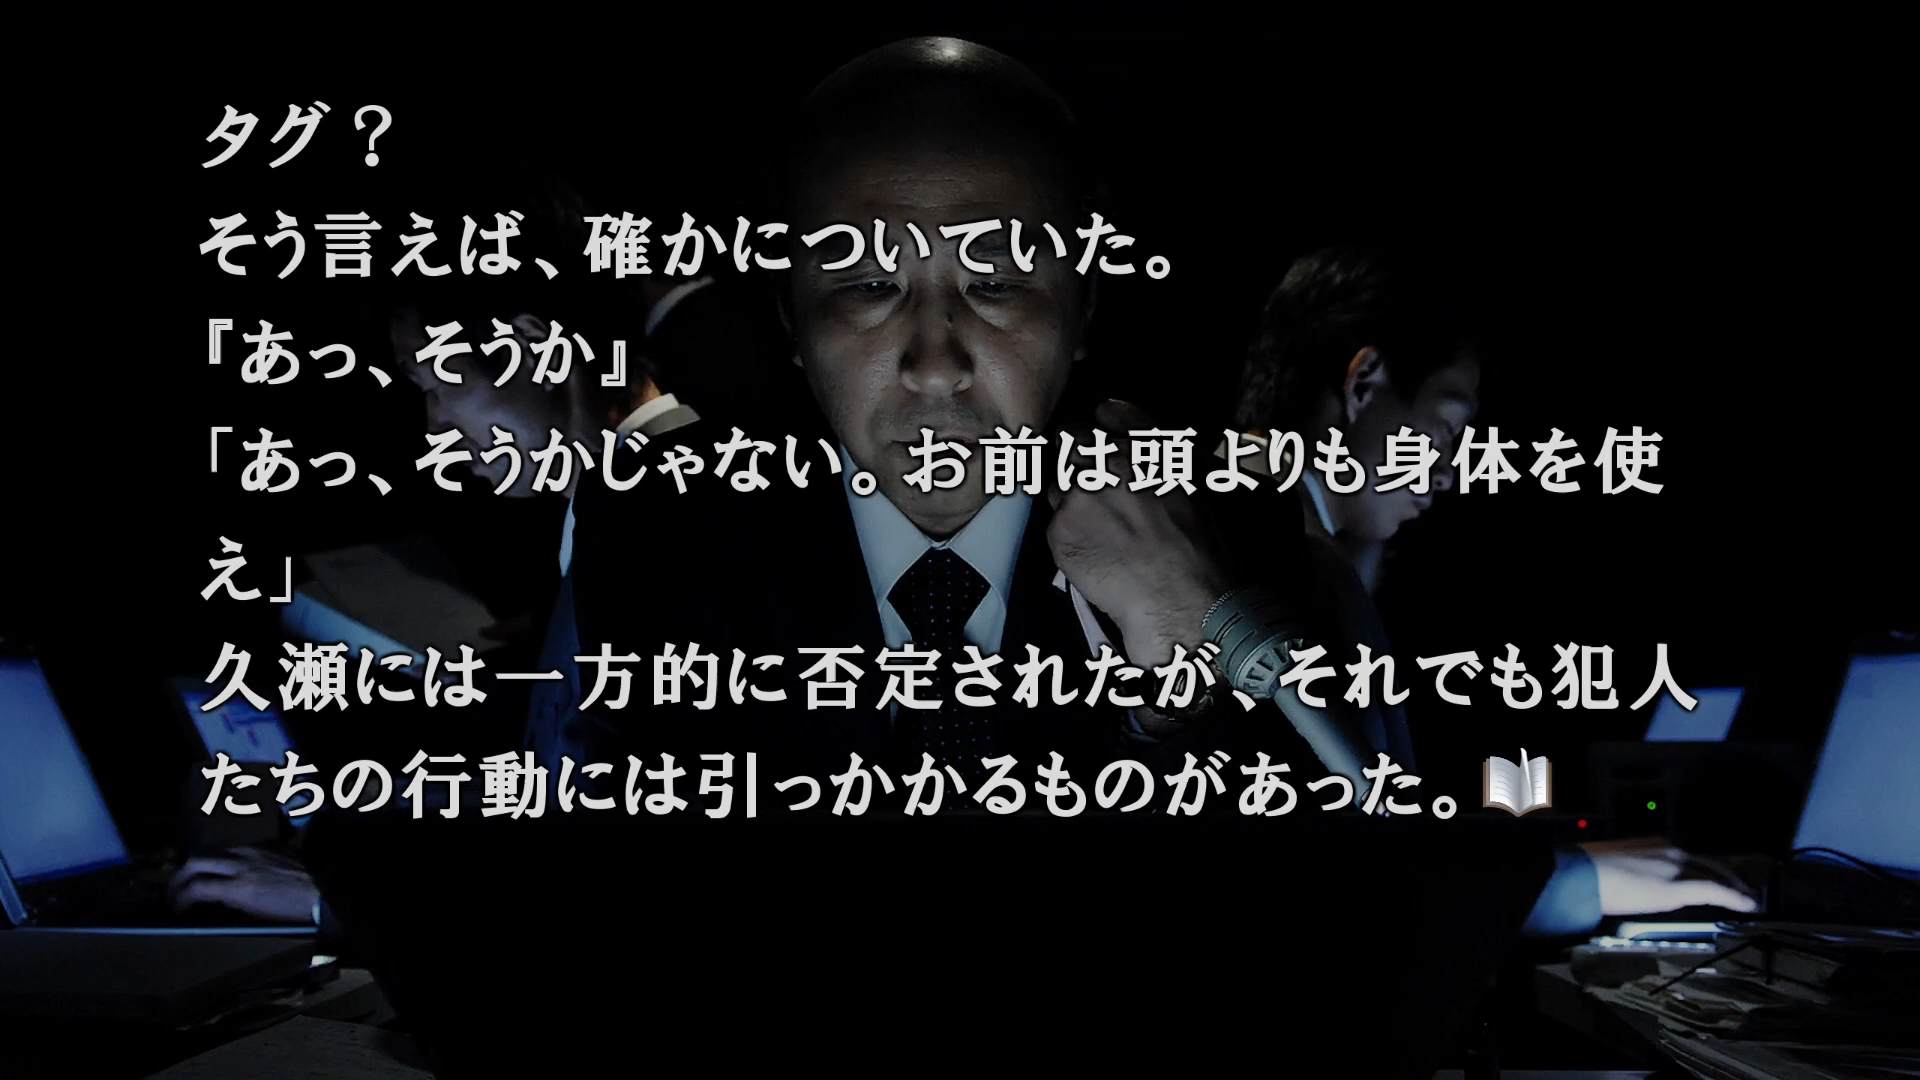 タグ？
そう言えば、確かについていた。
『あっ、そうか』
「あっ、そうかじゃない。お前は頭よりも身体を使
え」
久瀬には一方的に否定されたが、それでも犯人
たちの行動には引っかかるものがあった。